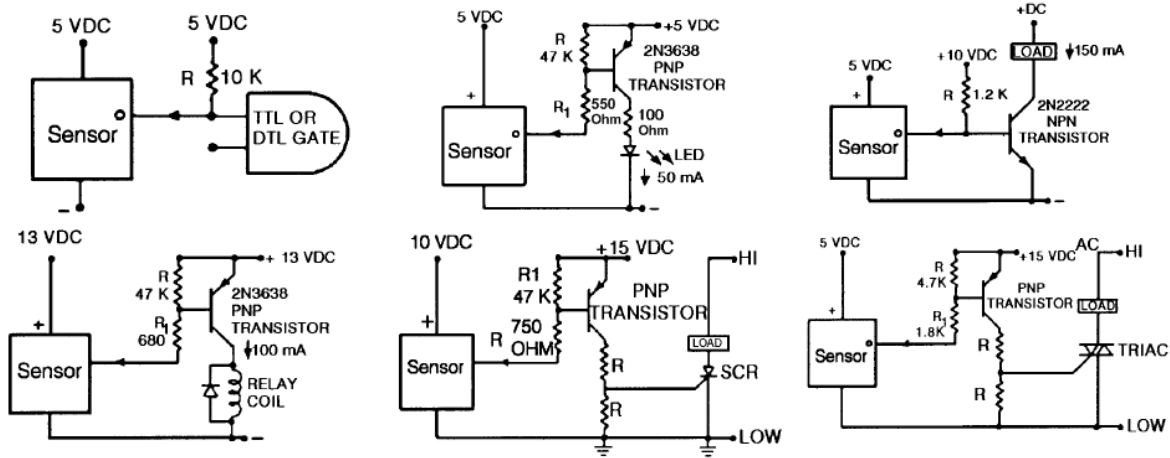 5 VDC
5 VDC
R
10 K
Sensor
TTL OR
DTL GATE
–
5 VDC
+5 VDC
R
47 K
2N3638
PNP
TRANSISTOR
+
R1
550
Ohm
100
Ohm
Sensor
LED
50 mA
–
+DC
LOAD
150 mA
+10 VDC
5 VDC
+
R
1.2 K
2N2222
NPN
TRANSISTOR
Sensor
–
13 VDC
+ 13 VDC
R
47 K
2N3638
PNP
TRANSISTOR
R1
680
+
100 mA
Sensor
RELAY
COIL
–
10 VDC
+15 VDC
HI
R1
47 K
PNP
TRANSISTOR
+
750
OHM
R
LOAD
Sensor
R
SCR
R
LOW
5 VDC
+15 VDC
AC
HI
R
4.7K
PNP
TRANSISTOR
LOAD
+
R1
1.8K
Sensor
R
TRIAC
R
LOW